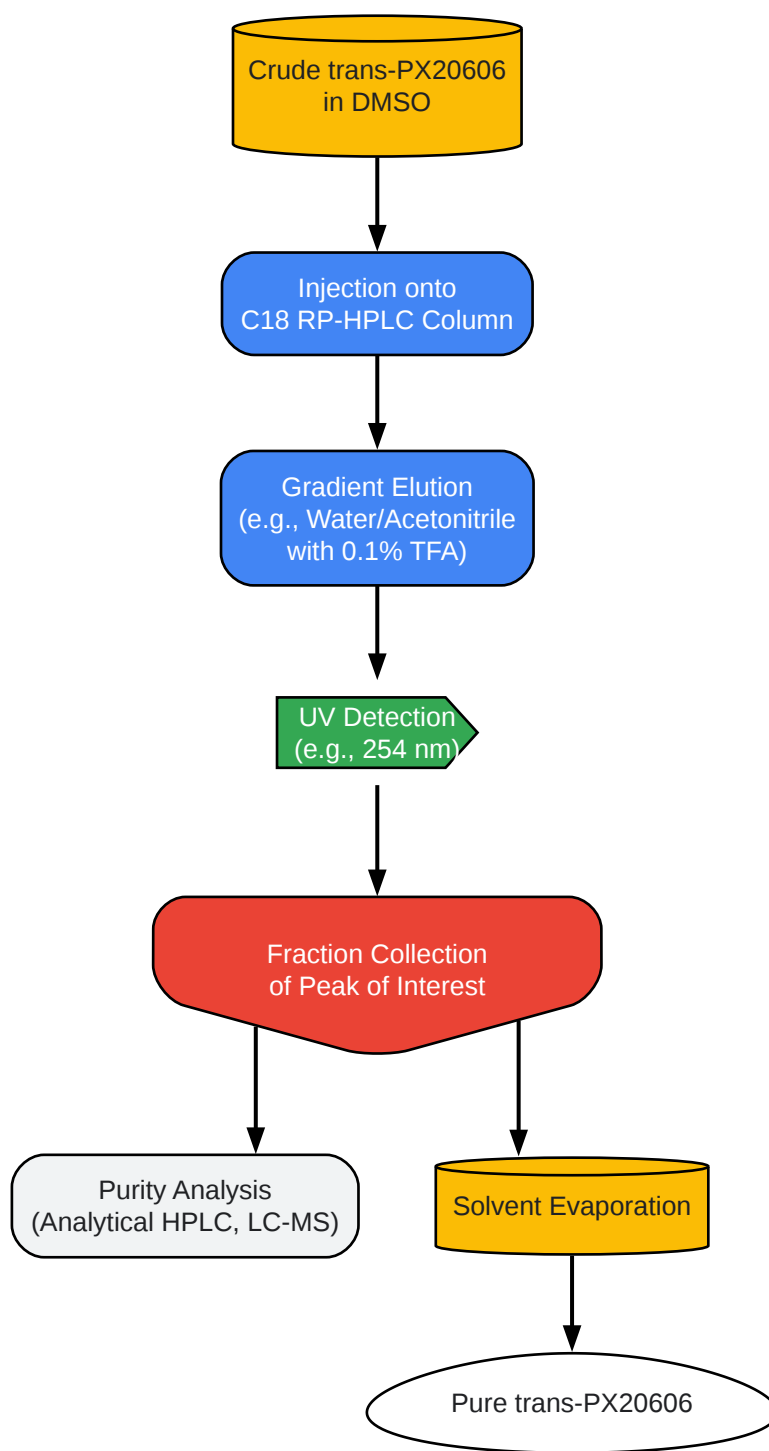 Crude trans-PX20606
in DMSO
Injection onto
C18 RP-HPLC Column
Gradient Elution
(e.g., Water/Acetonitrile
with 0.1% TFA)
UV Detection
(e.g., 254 nm)
Fraction Collection
of Peak of Interest
Purity Analysis
(Analytical HPLC, LC-MS)
Solvent Evaporation
Pure trans-PX20606